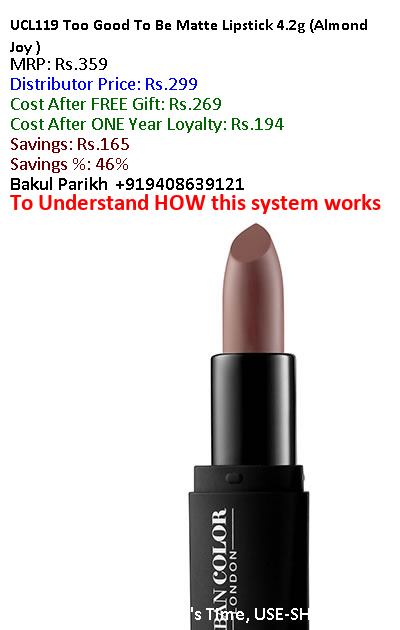 UCL119 Too Good To Be Matte Lipstick 4.2g (Almond
Joy )
MRP: Rs.359
Distributor Price: Rs.299
Cost After FREE Gift: Rs.269
Cost After ONE Year Loyalty: Rs.194
Savings: Rs.165
Savings %: 46%
Bakul Parikh +919408639121
To Understand HOW this system works
BAN COLOR
LONDON
's Time, USE-SH